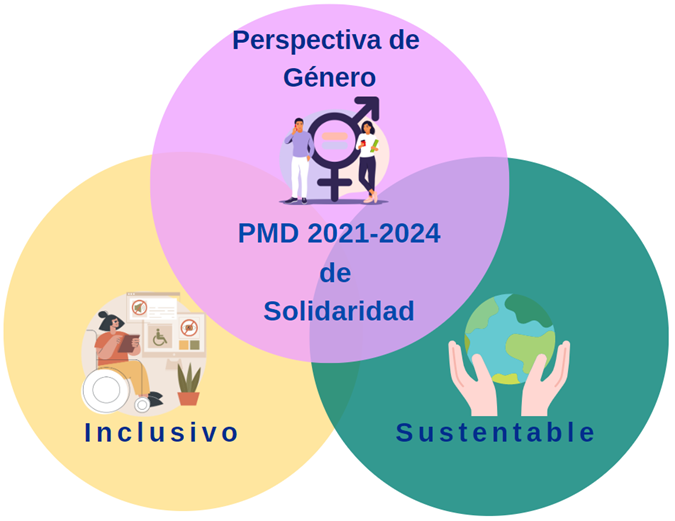 Perspectiva de
Género
PMD 2021-2024
de
Solidaridad
Inclusivo
Sustentable